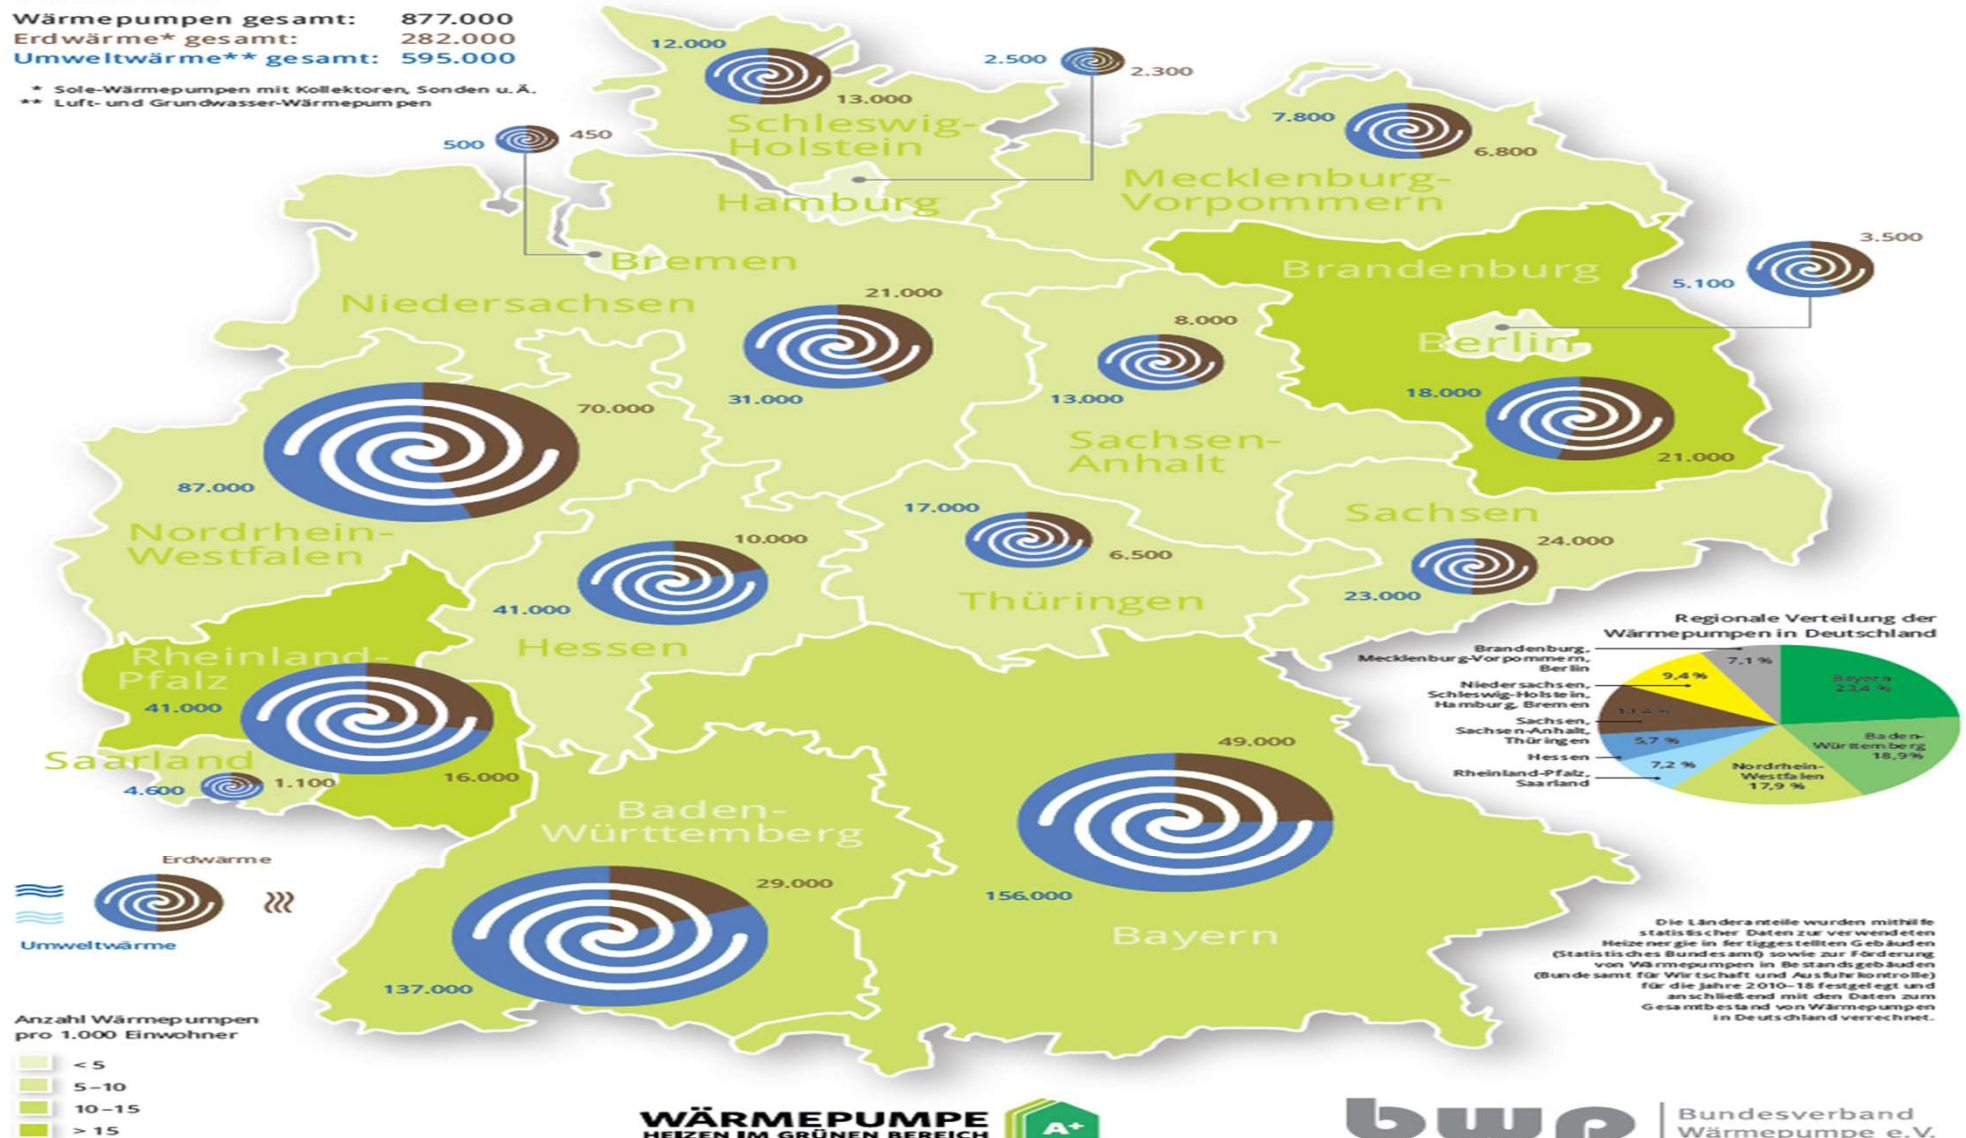 Wärmepumpen gesamt: 877.000
Erdwärme* gesamt: 282.000
Umweltwärme** gesamt: 595.000
* Sole-Wärmepumpen mit Kollektoren, Sonden u. Ä.
** Luft- und Grundwasser-Wärmepumpen
12.000
13.000
Schleswig-
Holstein
2.500
2.300
500
450
7.800
6.800
Mecklenburg-
Vorpommern
Hamburg
Bremen
Niedersachsen
21.000
31.000
Brandenburg
3.500
5.100
Berlin
18.000
21.000
8.000
13.000
Sachsen-
Anhalt
70.000
87.000
Nordrhein-
Westfalen
10.000
41.000
Hessen
17.000
6.500
Thüringen
Sachsen
24.000
23.000
Rheinland-
Pfalz
41.000
16.000
Saarland
4.600
1.100
Baden-
Württemberg
29.000
137.000
49.000
156.000
Bayern
Regionale Verteilung der
Wärmepumpen in Deutschland
Brandenburg,
Mecklenburg-Vorpommern,
Berlin
Niedersachsen,
Schleswig-Holstein,
Hamburg, Bremen
Sachsen,
Sachsen-Anhalt,
Thüringen
Hessen
Rheinland-Pfalz,
Saarland
7,1 %
9,4 %
5,7 %
7,2 %
Bayern
23,4 %
Baden-
Württemberg
18,9%
Nordrhein-
Westfalen
17,9 %
Erdwärme
Umweltwärme
Anzahl Wärmepumpen
pro 1.000 Einwohner
< 5
5–10
10–15
> 15
Die Länderanteile wurden mithilfe
statistischer Daten zur verwendeten
Heizenergie in fertiggestellten Gebäuden
(Statistisches Bundesamt) sowie zur Förderung
von Wärmepumpen in Bestandsgebäuden
(Bundesamt für Wirtschaft und Ausfuhrkontrolle)
für die Jahre 2010–18 festgelegt und
anschließend mit den Daten zum
Gesamtbestand von Wärmepumpen
in Deutschland verrechnet.
WÄRMEPUMPE
HEIZEN IM GRÜNEN BEREICH
A+
bwp
Bundesverband
Wärmepumpe e.V.